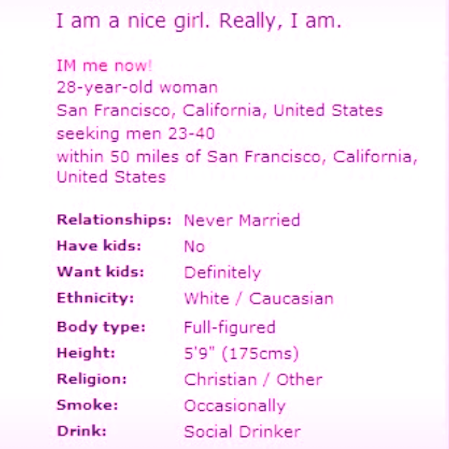 I am a nice girl. Really, I am.
IM me now!
28-year-old woman
San Francisco, California, United States
seeking men 23-40
within 50 miles of San Francisco, California,
United States
Relationships: Never Married
Have kids: No
Want kids: Definitely
Ethnicity: White / Caucasian
Body type: Full-figured
Height: 5'9" (175cms)
Religion: Christian / Other
Smoke: Occasionally
Drink: Social Drinker